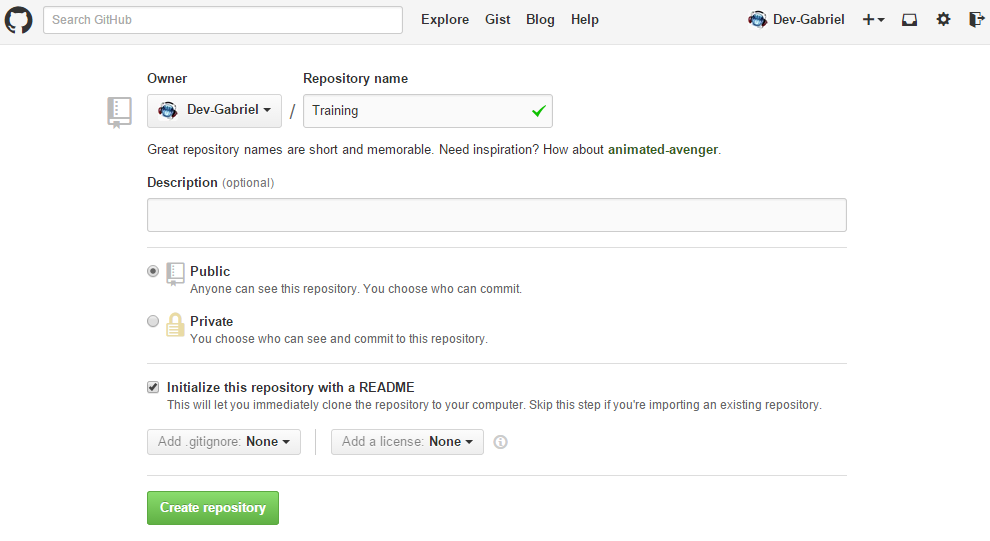 Search GitHub Explore Gist Blog Help Dev-Gabriel
Owner Repository name
Dev-Gabriel / Training
Great repository names are short and memorable. Need inspiration? How about animated-avenger.
Description (optional)
Public
Anyone can see this repository. You choose who can commit.
Private
You choose who can see and commit to this repository.
Initialize this repository with a README
This will let you immediately clone the repository to your computer. Skip this step if you're importing an existing repository.
Add .gitignore: None Add a license: None
Create repository